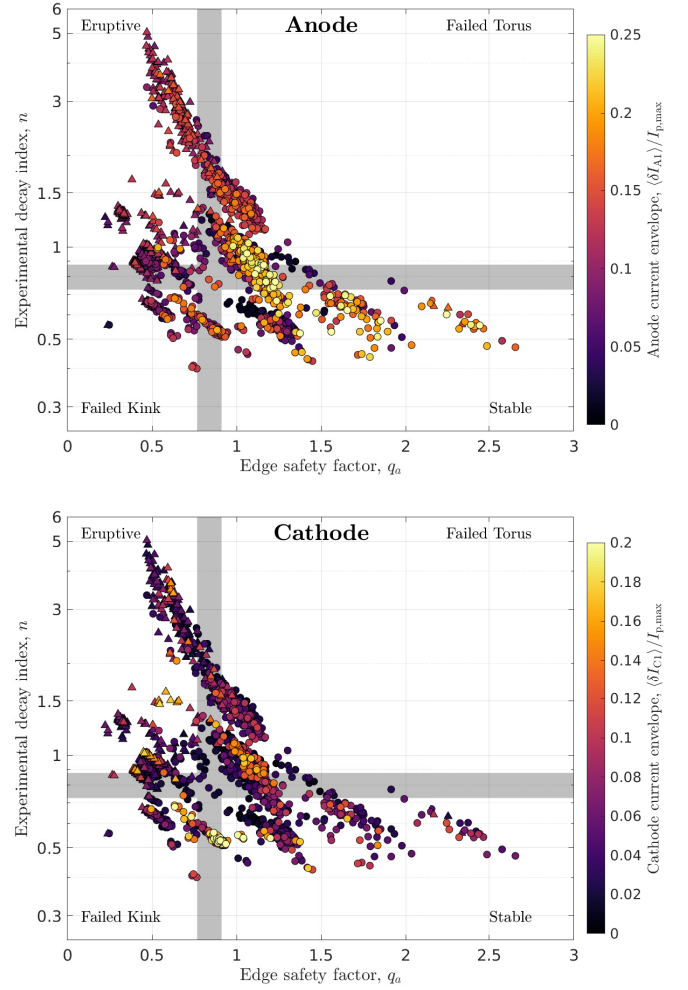 Anode
Eruptive
Failed Torus
Failed Kink
Stable
6
5
3
1.5
1
0.5
0.3
Experimental decay index, n
0
0.5
1
1.5
2
2.5
3
Edge safety factor, qₐ
0.25
0.2
0.15
0.1
0.05
0
Anode current envelope, ⟨δI_A1⟩/I_p,max
Cathode
Eruptive
Failed Torus
Failed Kink
Stable
6
5
3
1.5
1
0.5
0.3
Experimental decay index, n
0
0.5
1
1.5
2
2.5
3
Edge safety factor, qₐ
0.2
0.18
0.16
0.14
0.12
0.1
0.08
0.06
0.04
0.02
0
Cathode current envelope, ⟨δI_C1⟩/I_p,max